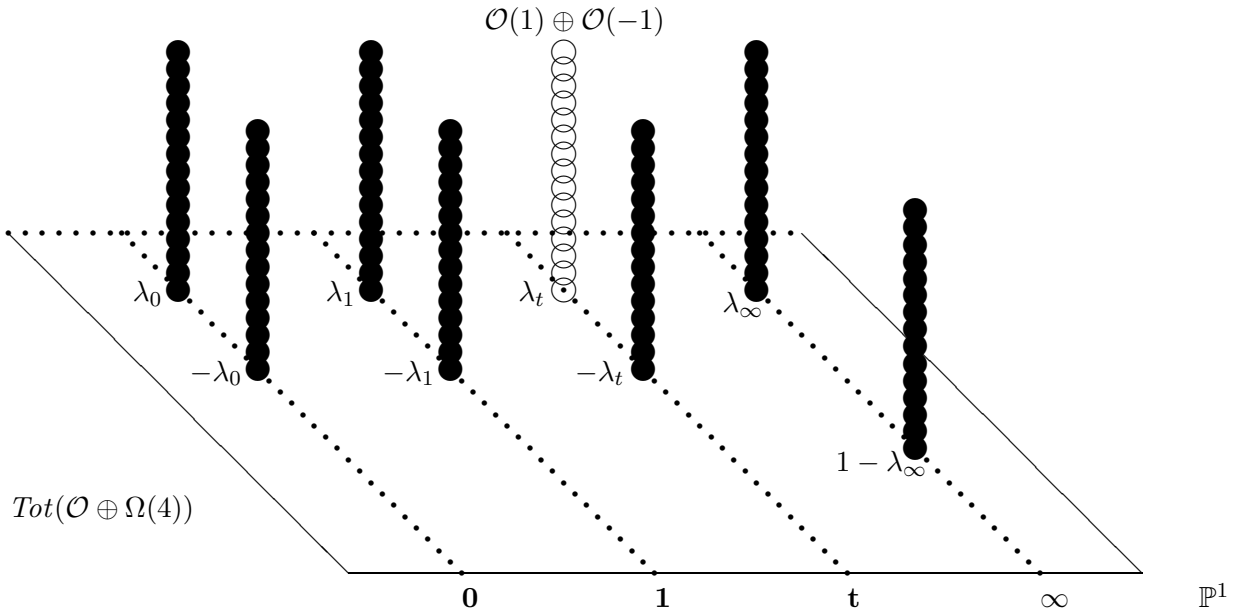 𝒪(1) ⊕ 𝒪(−1)
λ₀ λ₁ λₜ λ∞
−λ₀ −λ₁ −λₜ
1 − λ∞
Tot(𝒪 ⊕ Ω(4))
0 1 t ∞ ℙ¹